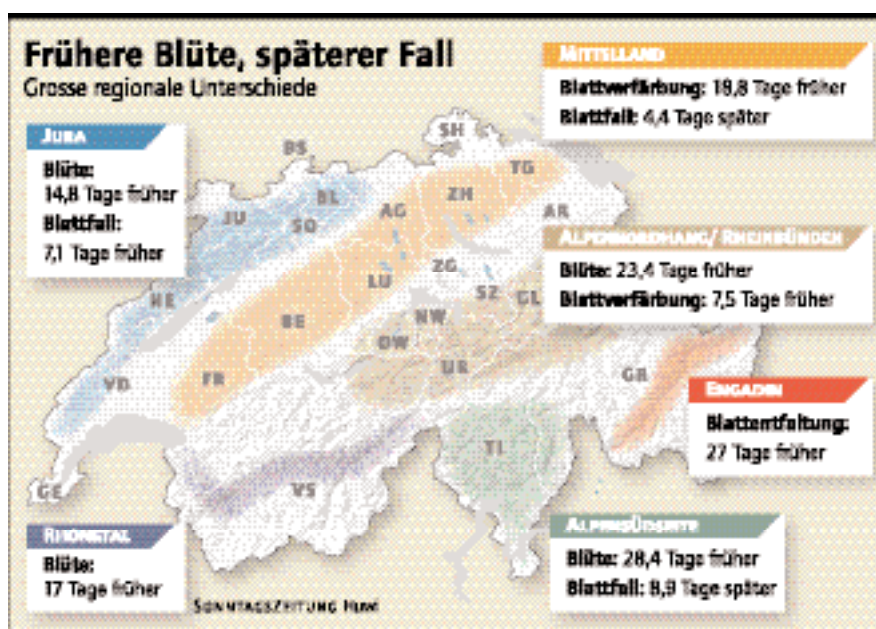 Frühere Blüte, späterer Fall
Grosse regionale Unterschiede
MITTELLAND
Blattverfärbung: 18,8 Tage früher
Blattfall: 4,4 Tage später
JURA
Blüte:
14,8 Tage früher
Blattfall:
7,1 Tage früher
BS
SH
TG
ZH
BL
AG
JU
SO
AR
ALPENNORDHANG/ RHEINBÜNDEN
Blüte: 23,4 Tage früher
Blattverfärbung: 7,5 Tage früher
ZG
LU
SZ
GL
NE
BE
NW
OW
UR
GR
VD
FR
ENGADIN
Blattentfaltung:
27 Tage früher
TI
GE
VS
RHONETAL
Blüte:
17 Tage früher
ALPENSÜDSEITE
Blüte: 28,4 Tage früher
Blattfall: 8,9 Tage später
SONNTAGSZEITUNG